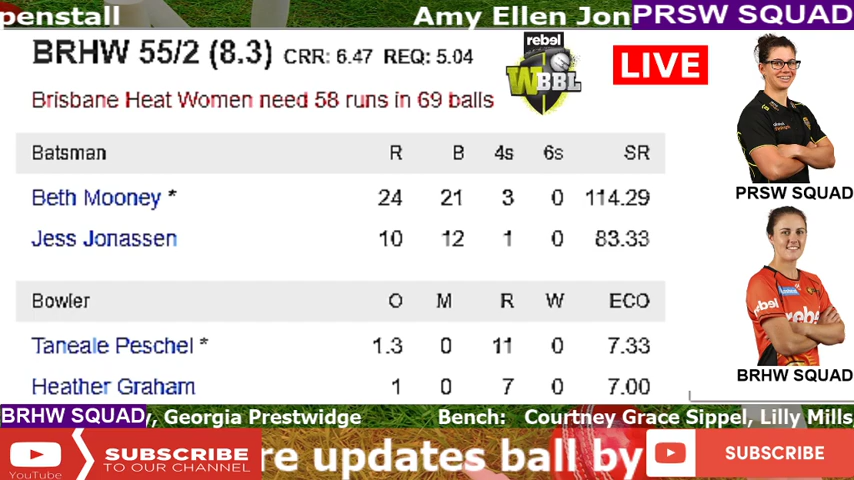 penstall Amy Ellen Jon PRSW SQUAD
BRHW 55/2 (8.3) CRR: 6.47 REQ: 5.04
rebel
WBBL
LIVE
Brisbane Heat Women need 58 runs in 69 balls
Batsman R B 4s 6s SR
Beth Mooney * 24 21 3 0 114.29
PRSW SQUAD
Jess Jonassen 10 12 1 0 83.33
Bowler O M R W ECO
Taneale Peschel * 1.3 0 11 0 7.33
Heather Graham 1 0 7 0 7.00
BRHW SQUAD
BRHW SQUAD , Georgia Prestwidge Bench: Courtney Grace Sippel, Lilly Mills
YouTube
SUBSCRIBE
TO OUR CHANNEL
re updates ball by
SUBSCRIBE